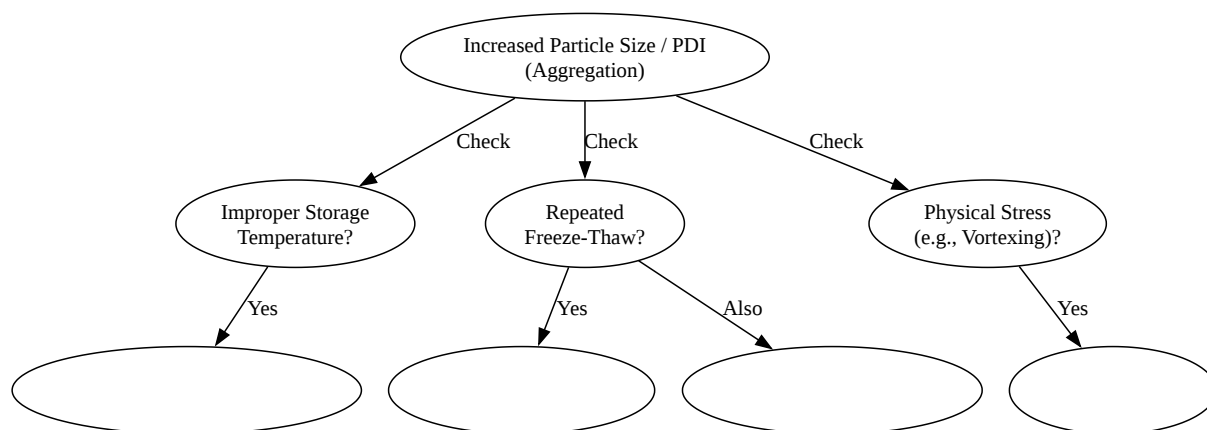 Increased Particle Size / PDI
(Aggregation)
Check
Check
Check
Improper Storage
Temperature?
Repeated
Freeze-Thaw?
Physical Stress
(e.g., Vortexing)?
Yes
Yes
Also
Yes